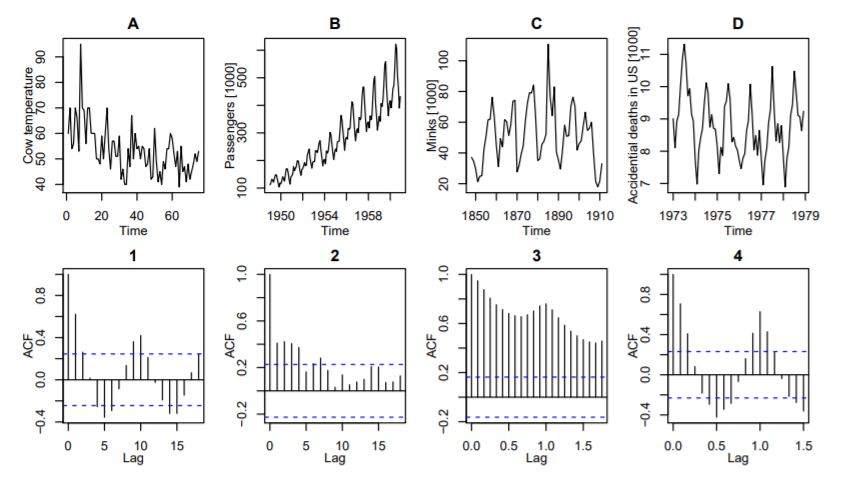 A
Cow temperature
40 50 60 70 80 90
0 20 40 60
Time
B
Passengers [1000]
100 300 500
1950 1954 1958
Time
C
Minks [1000]
20 40 60 80 100
1850 1870 1890 1910
Time
D
Accidential deaths in US [1000]
7 8 9 10 11
1973 1975 1977 1979
Time
1
ACF
−0.4 0.0 0.4 0.8
0 5 10 15
Lag
2
ACF
−0.2 0.2 0.6 1.0
0 5 10 15
Lag
3
ACF
−0.2 0.2 0.6 1.0
0.0 0.5 1.0 1.5
Lag
4
ACF
−0.4 0.0 0.4 0.8
0.0 0.5 1.0 1.5
Lag